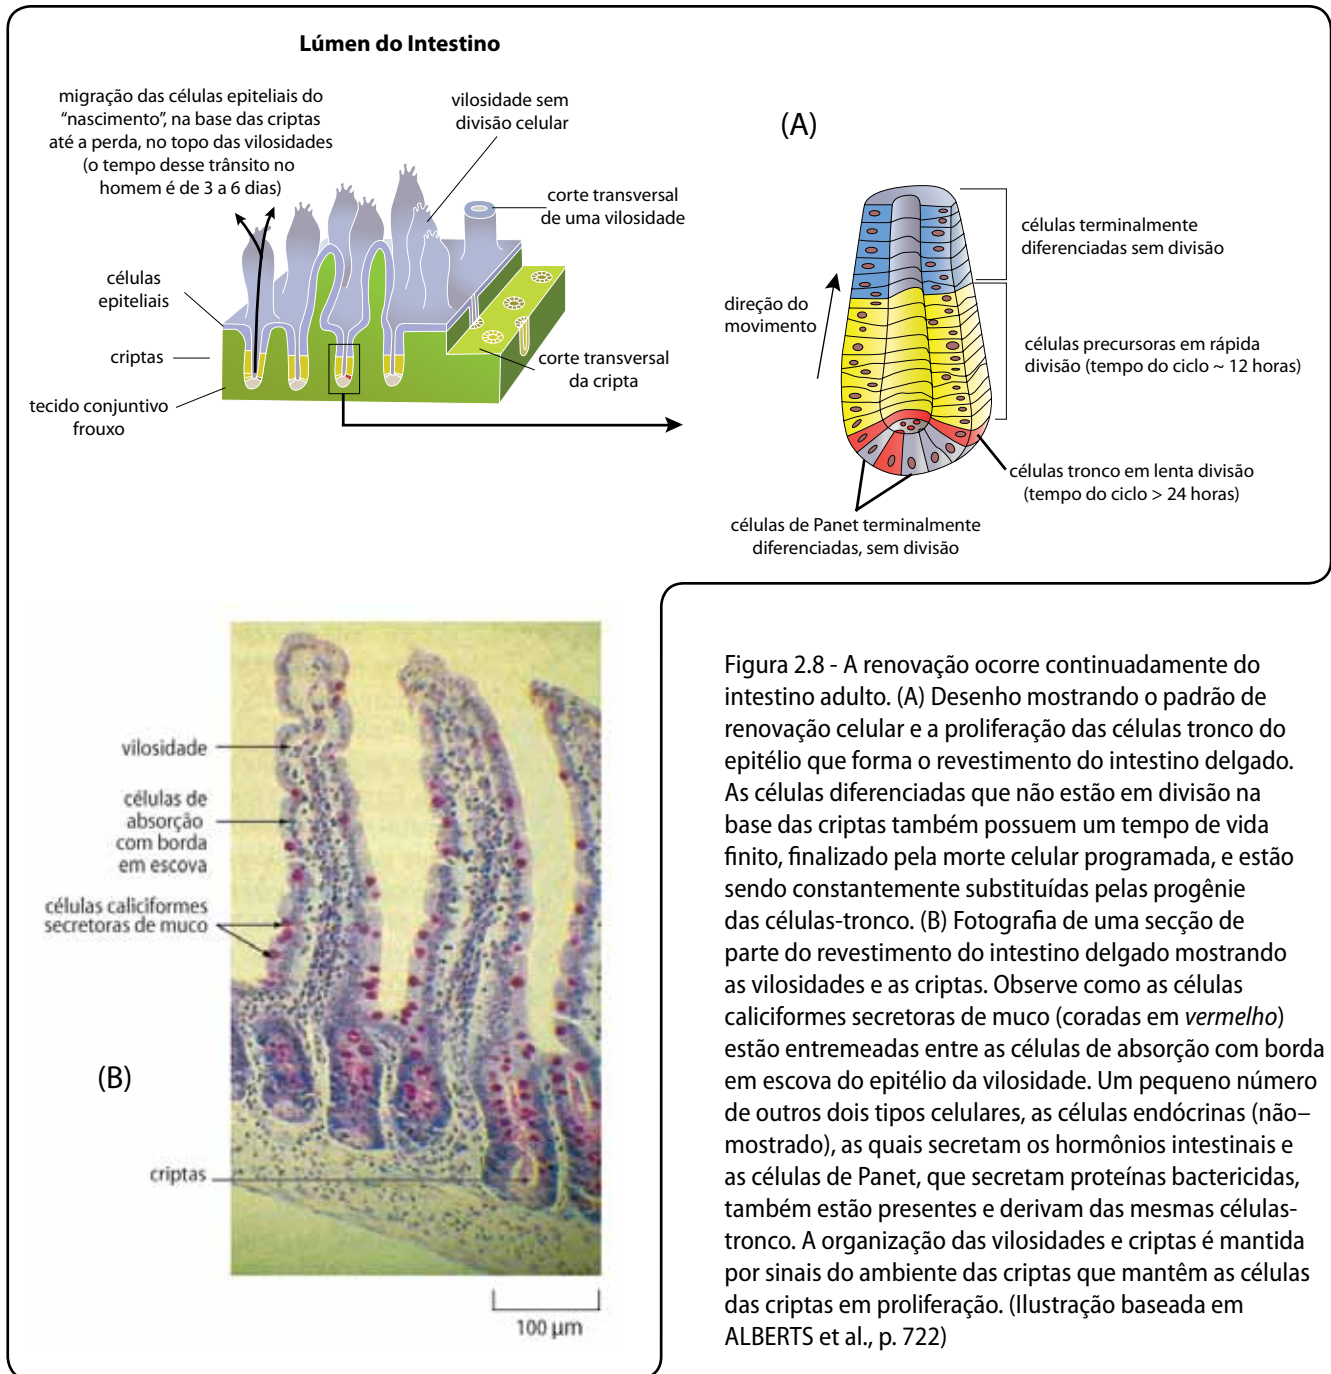 Lúmen do Intestino
migração das células epiteliais do
“nascimento”, na base das criptas
até a perda, no topo das vilosidades
(o tempo desse trânsito no
homem é de 3 a 6 dias)
vilosidade sem
divisão celular
corte transversal
de uma vilosidade
células
epiteliais
criptas
tecido conjuntivo
frouxo
corte transversal
da cripta
(A)
células terminalmente
diferenciadas sem divisão
direção do
movimento
células precursoras em rápida
divisão (tempo do ciclo ~ 12 horas)
células tronco em lenta divisão
(tempo do ciclo > 24 horas)
células de Panet terminalmente
diferenciadas, sem divisão
vilosidade
células de
absorção
com borda
em escova
células caliciformes
secretoras de muco
(B)
criptas
100 µm
Figura 2.8 - A renovação ocorre continuadamente do
intestino adulto. (A) Desenho mostrando o padrão de
renovação celular e a proliferação das células tronco do
epitélio que forma o revestimento do intestino delgado.
As células diferenciadas que não estão em divisão na
base das criptas também possuem um tempo de vida
finito, finalizado pela morte celular programada, e estão
sendo constantemente substituídas pelas progênie
das células-tronco. (B) Fotografia de uma secção de
parte do revestimento do intestino delgado mostrando
as vilosidades e as criptas. Observe como as células
caliciformes secretoras de muco (coradas em vermelho)
estão entremeadas entre as células de absorção com borda
em escova do epitélio da vilosidade. Um pequeno número
de outros dois tipos celulares, as células endócrinas (não–
mostrado), as quais secretam os hormônios intestinais e
as células de Panet, que secretam proteínas bactericidas,
também estão presentes e derivam das mesmas células-
tronco. A organização das vilosidades e criptas é mantida
por sinais do ambiente das criptas que mantêm as células
das criptas em proliferação. (Ilustração baseada em
ALBERTS et al., p. 722)